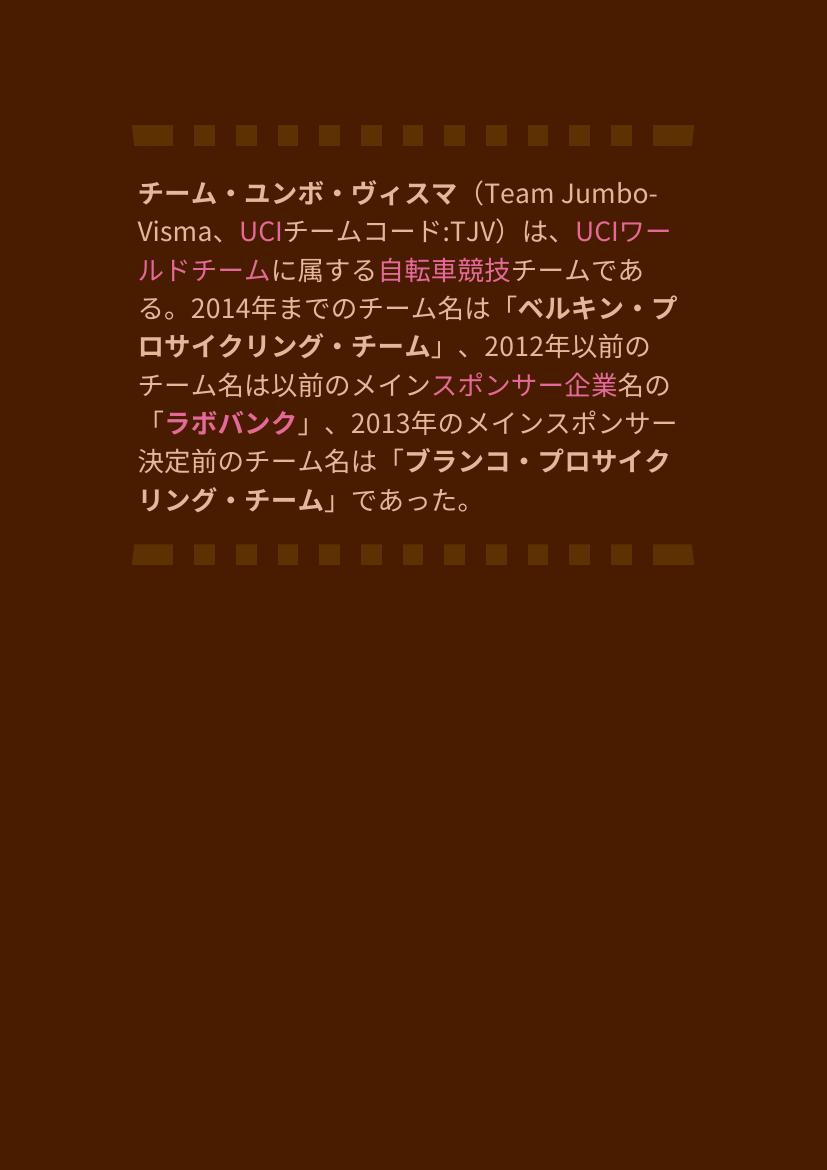 チーム・ユンボ・ヴィスマ（Team Jumbo-
Visma、UCIチームコード:TJV）は、UCIワー
ルドチームに属する自転車競技チームであ
る。2014年までのチーム名は「ベルキン・プ
ロサイクリング・チーム」、2012年以前の
チーム名は以前のメインスポンサー企業名の
「ラボバンク」、2013年のメインスポンサー
決定前のチーム名は「ブランコ・プロサイク
リング・チーム」であった。